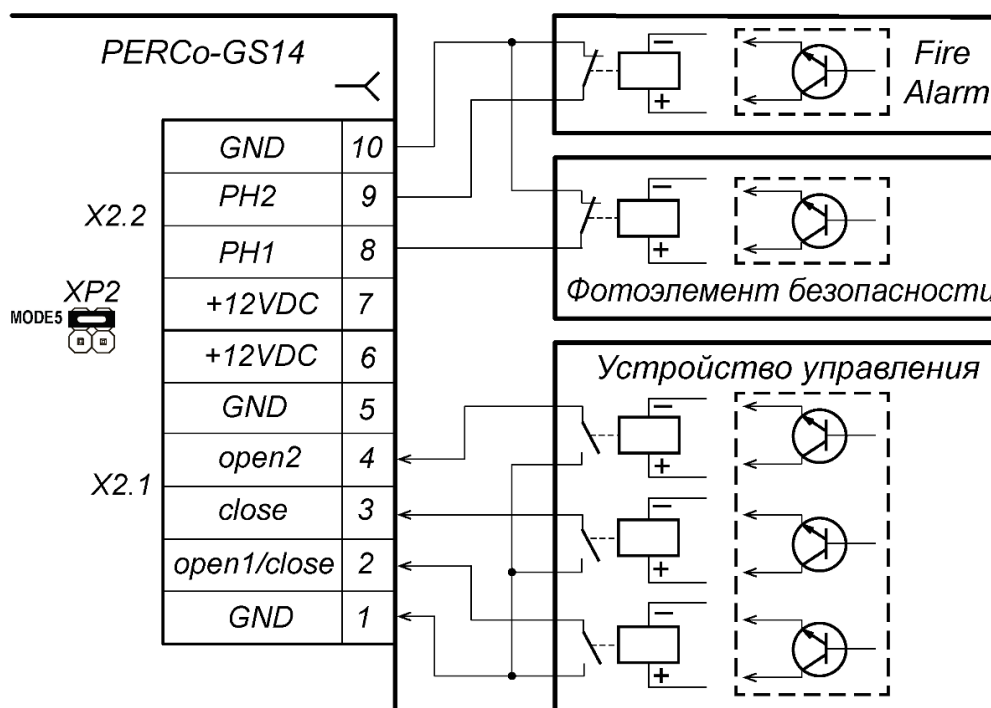 PERCo-GS14
Fire
Alarm
X2.2
GND 10
PH2 9
PH1 8
+12VDC 7
Фотоэлемент безопасности
XP2
MODE5
X2.1
+12VDC 6
GND 5
open2 4
close 3
open1/close 2
GND 1
Устройство управления
− +
− +
− +
− +
− +